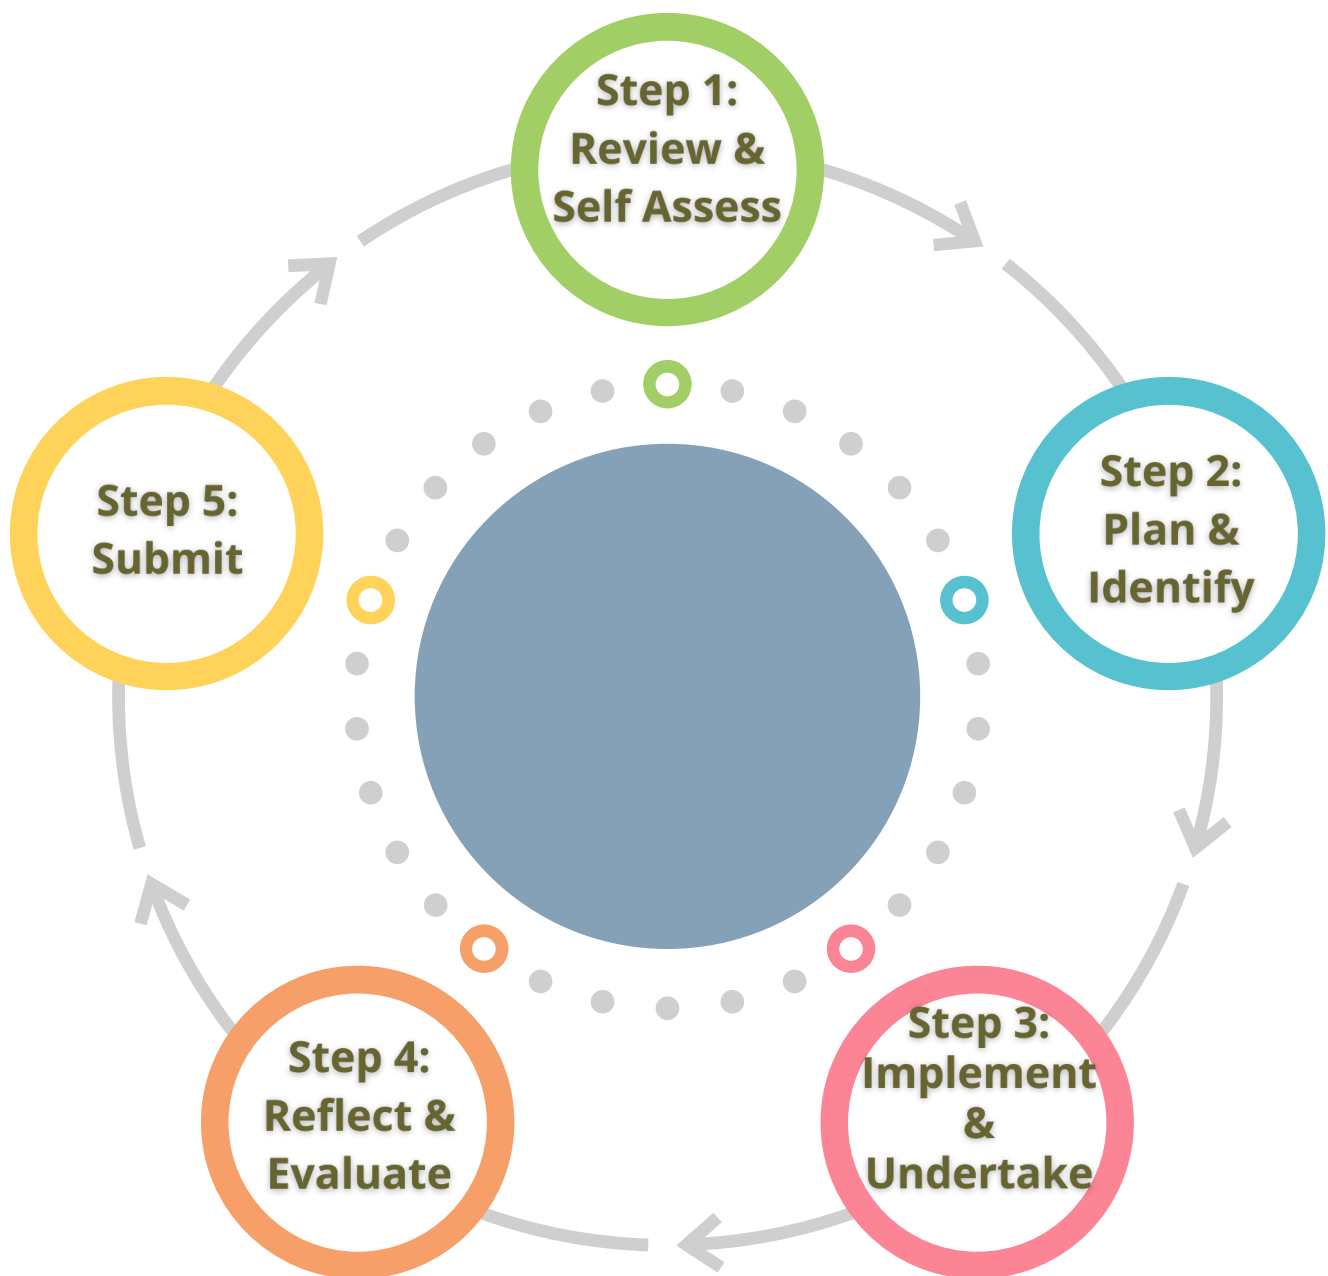 Step 1:
Review &
Self Assess
Step 2:
Plan &
Identify
Step 3:
Implement
&
Undertake
Step 4:
Reflect &
Evaluate
Step 5:
Submit